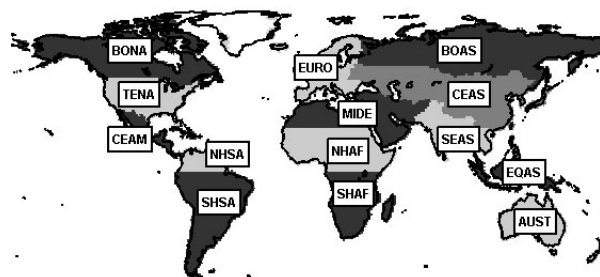 BONA
BOAS
EURO
TENA
CEAS
MIDE
CEAM
SEAS
NHSA
NHAF
EQAS
SHSA
SHAF
AUST